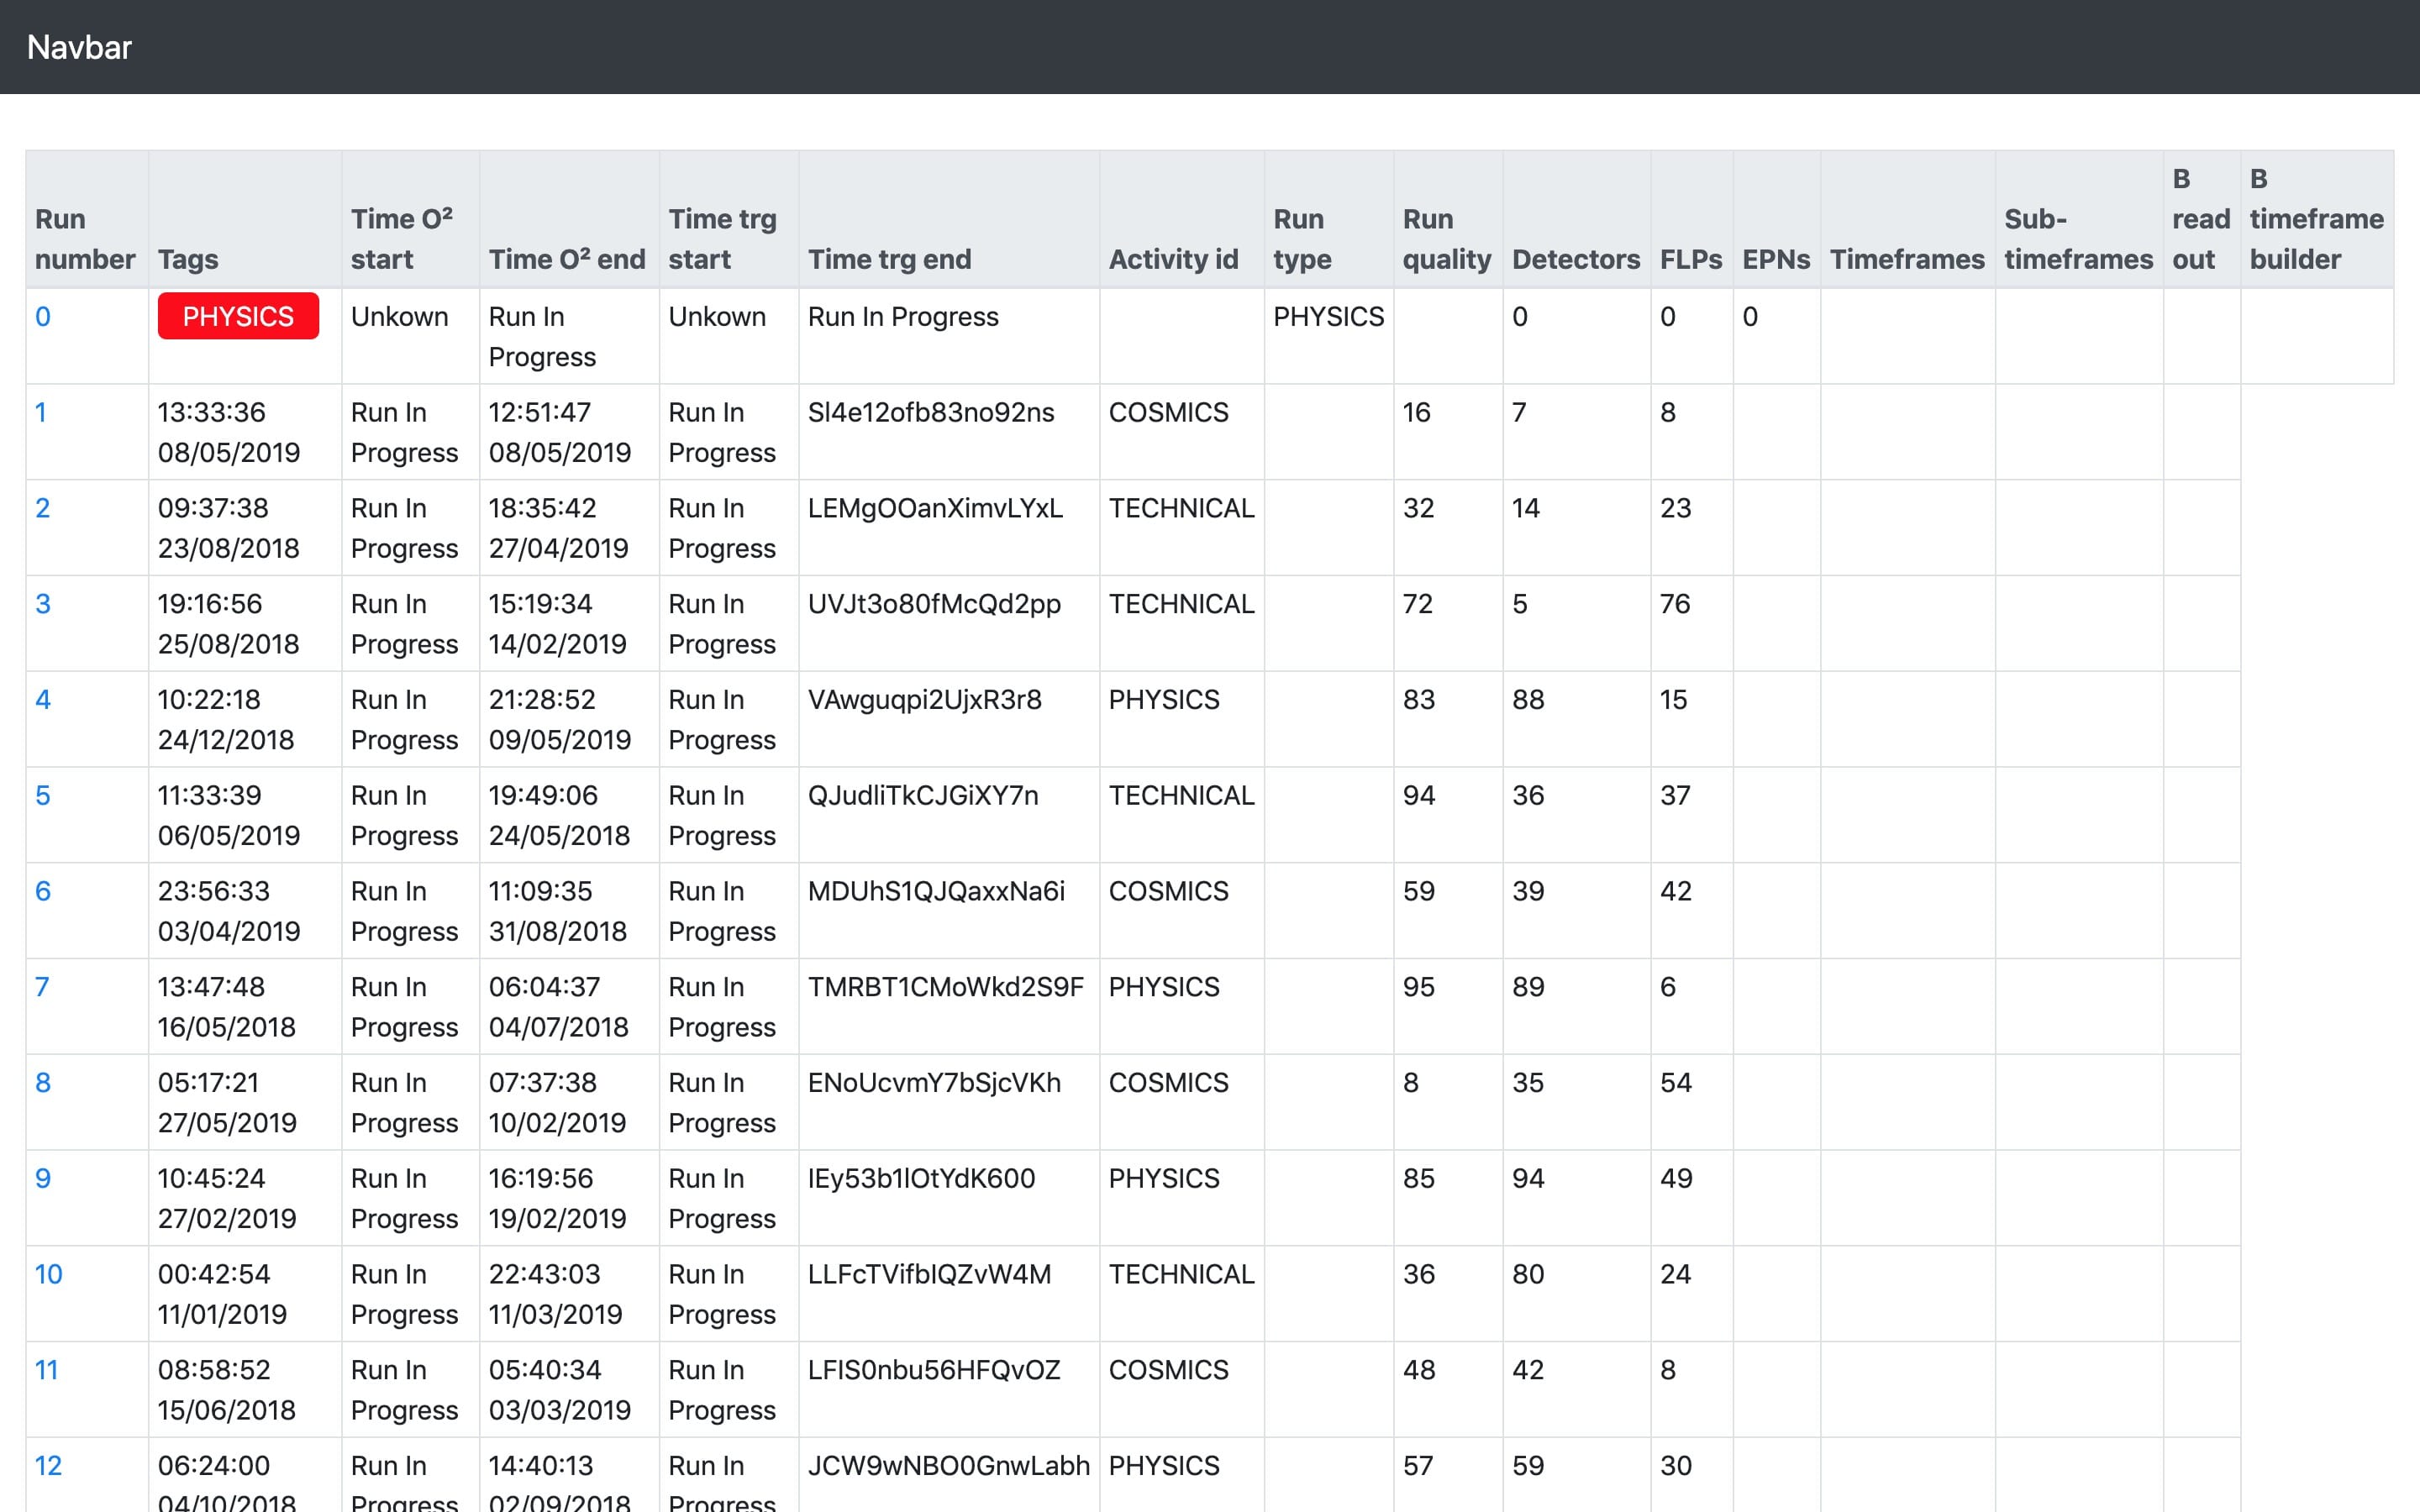 Navbar
Run number Tags Time O² start Time O² end Time trg start Time trg end Activity id Run type Run quality Detectors FLPs EPNs Timeframes Sub-timeframes B read out B timeframe builder
0 PHYSICS Unkown Run In Progress Unkown Run In Progress PHYSICS 0 0 0
1 13:33:36 08/05/2019 Run In Progress 12:51:47 08/05/2019 Run In Progress Sl4e12ofb83no92ns COSMICS 16 7 8
2 09:37:38 23/08/2018 Run In Progress 18:35:42 27/04/2019 Run In Progress LEMgOOanXimvLYxL TECHNICAL 32 14 23
3 19:16:56 25/08/2018 Run In Progress 15:19:34 14/02/2019 Run In Progress UVJt3o80fMcQd2pp TECHNICAL 72 5 76
4 10:22:18 24/12/2018 Run In Progress 21:28:52 09/05/2019 Run In Progress VAwguqpi2UjxR3r8 PHYSICS 83 88 15
5 11:33:39 06/05/2019 Run In Progress 19:49:06 24/05/2018 Run In Progress QJudliTkCJGiXY7n TECHNICAL 94 36 37
6 23:56:33 03/04/2019 Run In Progress 11:09:35 31/08/2018 Run In Progress MDUhS1QJQaxxNa6i COSMICS 59 39 42
7 13:47:48 16/05/2018 Run In Progress 06:04:37 04/07/2018 Run In Progress TMRBT1CMoWkd2S9F PHYSICS 95 89 6
8 05:17:21 27/05/2019 Run In Progress 07:37:38 10/02/2019 Run In Progress ENoUcvmY7bSjcVKh COSMICS 8 35 54
9 10:45:24 27/02/2019 Run In Progress 16:19:56 19/02/2019 Run In Progress IEy53b1lOtYdK600 PHYSICS 85 94 49
10 00:42:54 11/01/2019 Run In Progress 22:43:03 11/03/2019 Run In Progress LLFcTVifbIQZvW4M TECHNICAL 36 80 24
11 08:58:52 15/06/2018 Run In Progress 05:40:34 03/03/2019 Run In Progress LFIS0nbu56HFQvOZ COSMICS 48 42 8
12 06:24:00 04/10/2018 Run In Progress 14:40:13 02/09/2018 Run In Progress JCW9wNBO0GnwLabh PHYSICS 57 59 30